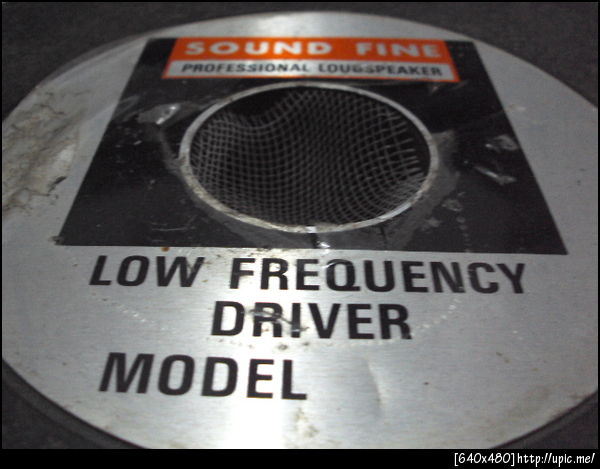 SOUND FINE
PROFESSIONAL LOUDSPEAKER
LOW FREQUENCY
DRIVER
MODEL
[640x480]http://upic.me/